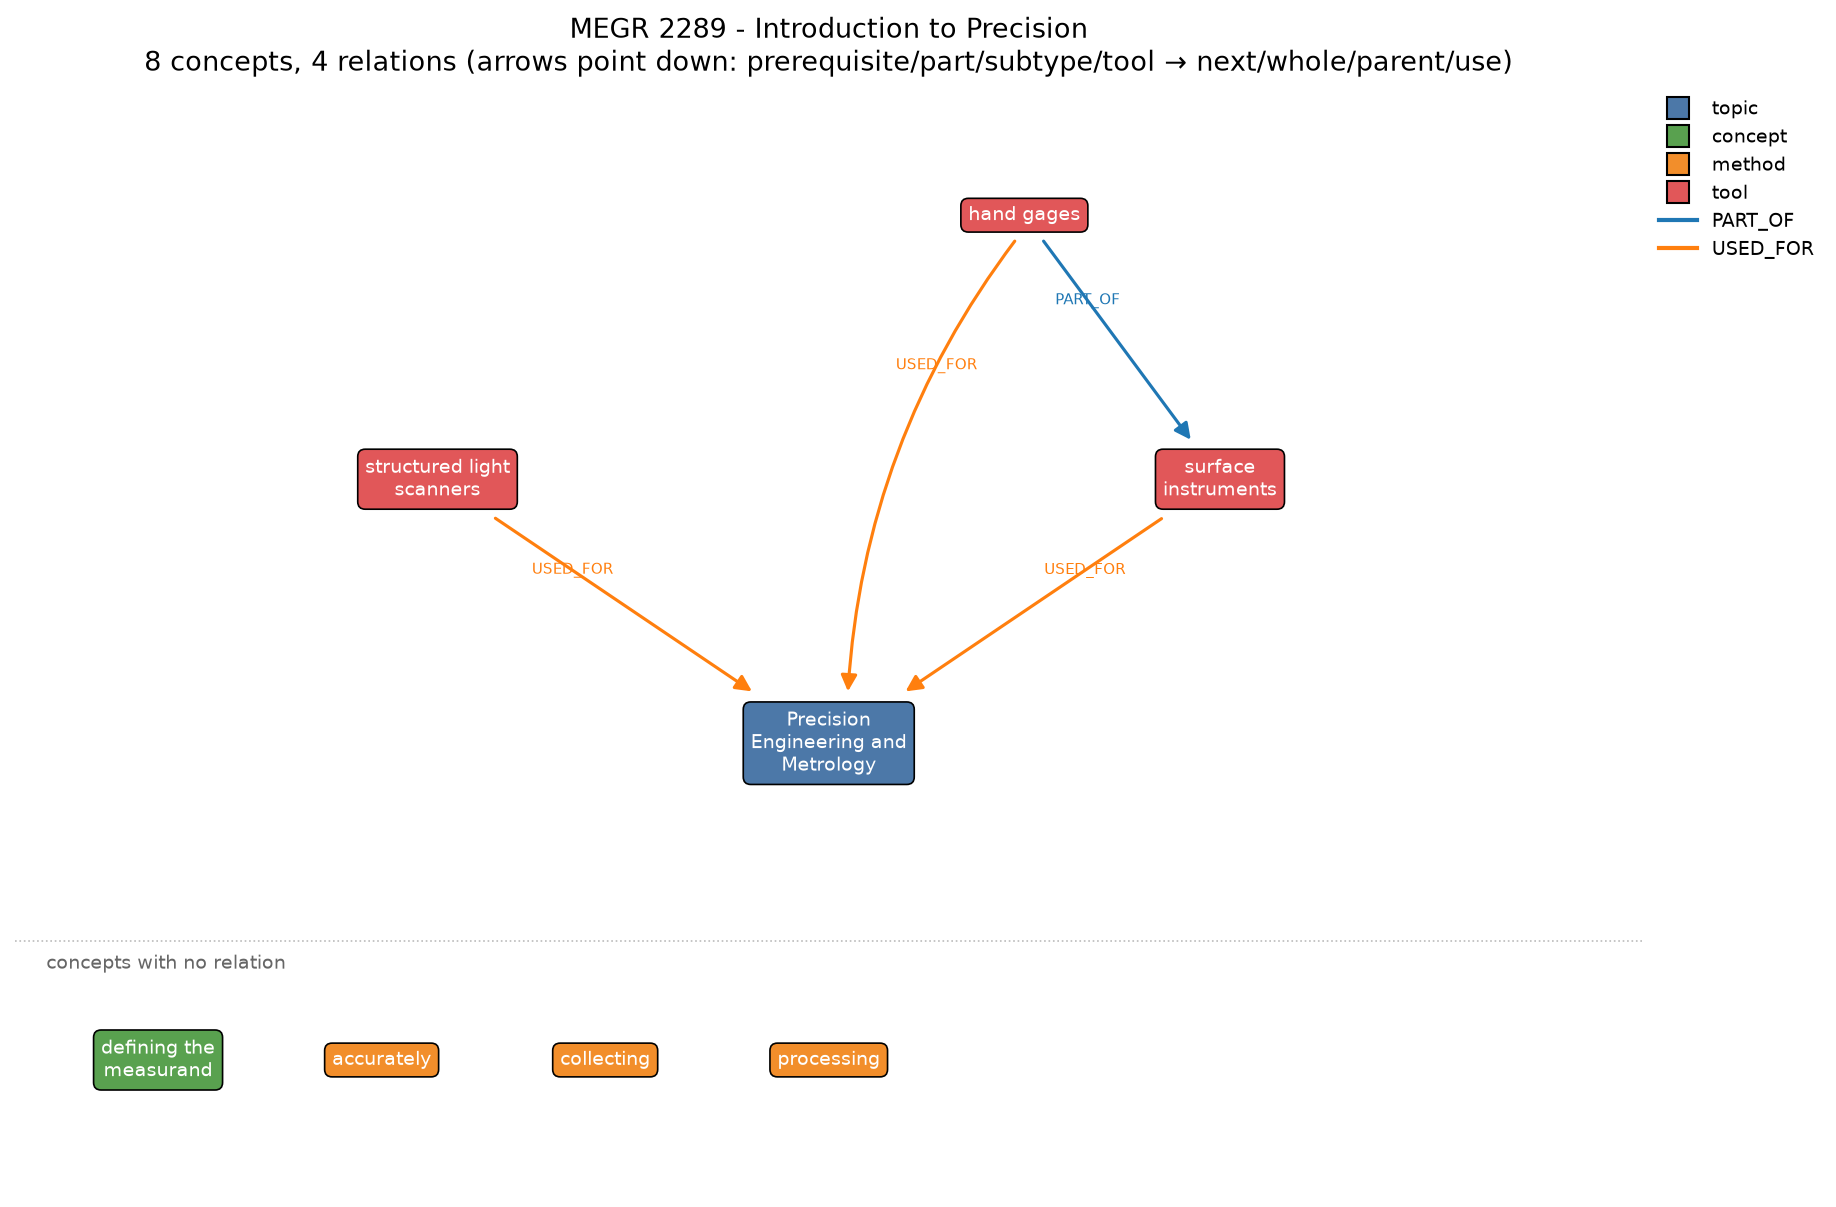 MEGR 2289 - Introduction to Precision
8 concepts, 4 relations (arrows point down: prerequisite/part/subtype/tool → next/whole/parent/use)
topic
concept
method
tool
PART_OF
USED_FOR
hand gages
PART_OF
USED_FOR
structured light
scanners
surface
instruments
USED_FOR
USED_FOR
Precision
Engineering and
Metrology
concepts with no relation
defining the
measurand
accurately
collecting
processing